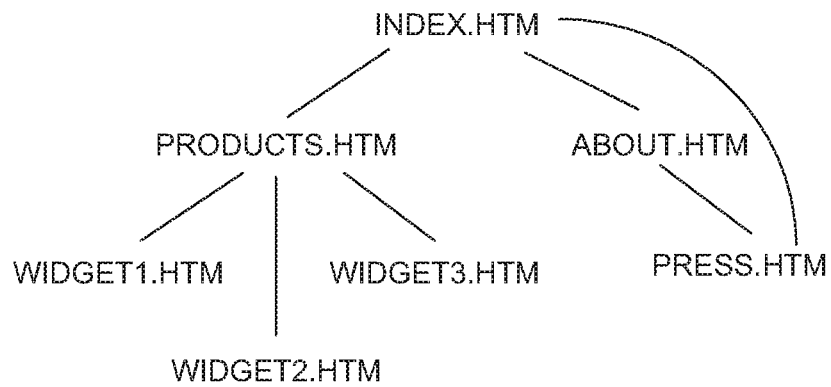 INDEX.HTM
PRODUCTS.HTM
ABOUT.HTM
WIDGET1.HTM
WIDGET3.HTM
PRESS.HTM
WIDGET2.HTM